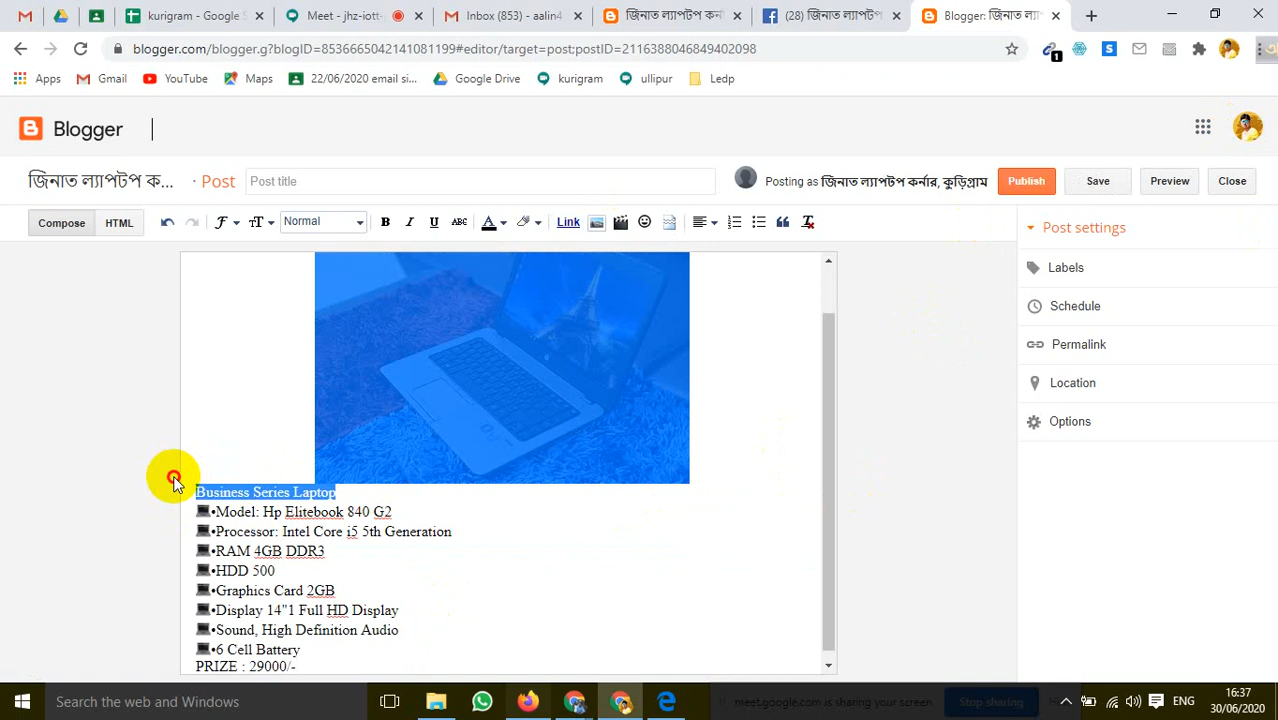 kurigram - Google S
Meet - jhz-iott-
Inbox (853) - aalin4
জিনাত ল্যাপটপ কর্ন
(28) জিনাত ল্যাপটপ
Blogger: জিনাত ল্যা
blogger.com/blogger.g?blogID=8536665042141081199#editor/target=post;postID=2116388046849402098
1
Apps
Gmail
YouTube
Maps
22/06/2020 email si...
Google Drive
kurigram
ullipur
Ledp
Blogger
জিনাত ল্যাপটপ ক... · Post
Post title
Posting as জিনাত ল্যাপটপ কর্নার, কুড়িগ্রাম
Publish
Save
Preview
Close
Compose
HTML
Normal
B
I
U
ABC
A
Link
Post settings
Labels
Schedule
Permalink
Location
Options
Business Series Laptop
•Model: Hp Elitebook 840 G2
•Processor: Intel Core i5 5th Generation
•RAM 4GB DDR3
•HDD 500
•Graphics Card 2GB
•Display 14"1 Full HD Display
•Sound, High Definition Audio
•6 Cell Battery
PRIZE : 29000/-
Search the web and Windows
meet.google.com is sharing your screen.
Stop sharing
ENG
16:37
30/06/2020